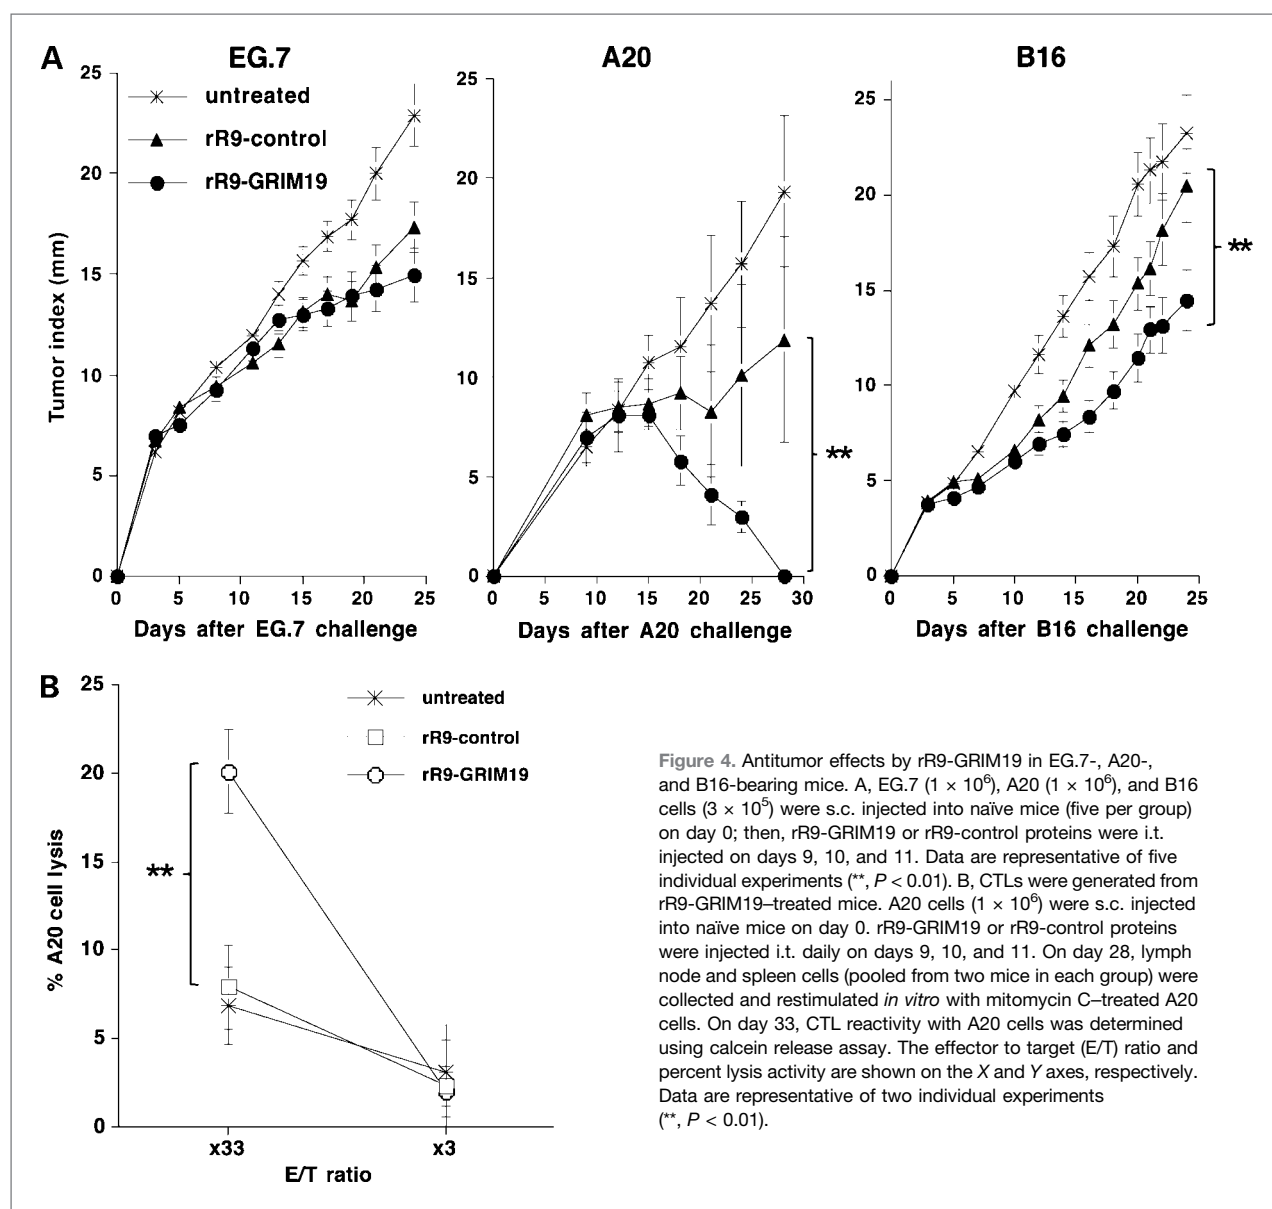 A
EG.7
A20
B16
untreated
rR9-control
rR9-GRIM19
Tumor index (mm)
25
20
15
10
5
0
0 5 10 15 20 25
Days after EG.7 challenge
25
20
15
10
5
0
0 5 10 15 20 25 30
Days after A20 challenge
**
25
20
15
10
5
0
0 5 10 15 20 25
Days after B16 challenge
**
B
% A20 cell lysis
25
20
15
10
5
0
untreated
rR9-control
rR9-GRIM19
**
x33 x3
E/T ratio
Figure 4. Antitumor effects by rR9-GRIM19 in EG.7-, A20-,
and B16-bearing mice. A, EG.7 (1 × 10⁶), A20 (1 × 10⁶), and B16
cells (3 × 10⁵) were s.c. injected into naïve mice (five per group)
on day 0; then, rR9-GRIM19 or rR9-control proteins were i.t.
injected on days 9, 10, and 11. Data are representative of five
individual experiments (**, P < 0.01). B, CTLs were generated from
rR9-GRIM19–treated mice. A20 cells (1 × 10⁶) were s.c. injected
into naïve mice on day 0. rR9-GRIM19 or rR9-control proteins
were injected i.t. daily on days 9, 10, and 11. On day 28, lymph
node and spleen cells (pooled from two mice in each group) were
collected and restimulated in vitro with mitomycin C–treated A20
cells. On day 33, CTL reactivity with A20 cells was determined
using calcein release assay. The effector to target (E/T) ratio and
percent lysis activity are shown on the X and Y axes, respectively.
Data are representative of two individual experiments
(**, P < 0.01).